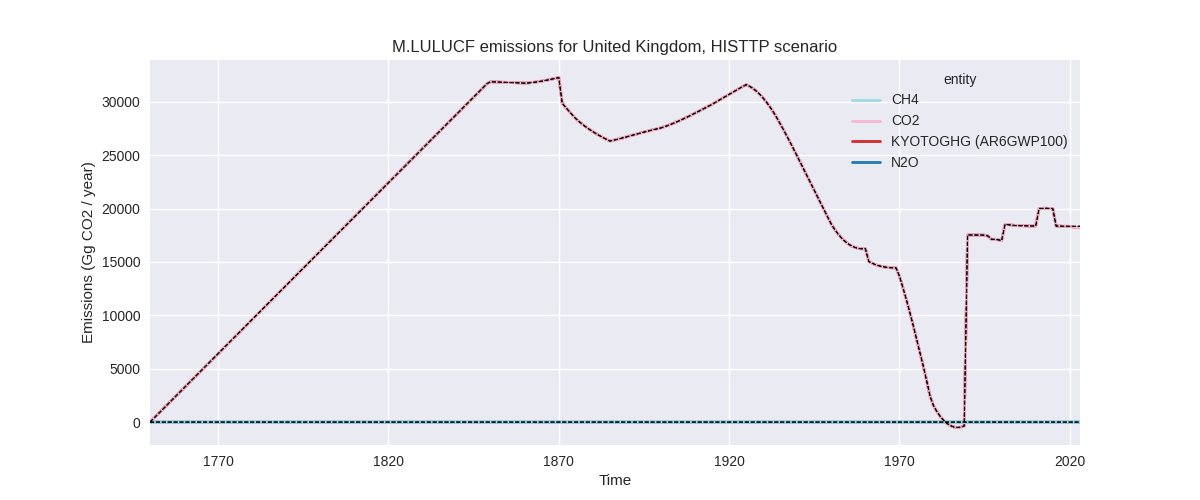 M.LULUCF emissions for United Kingdom, HISTTP scenario
entity
CH4
CO2
KYOTOGHG (AR6GWP100)
N2O
Emissions (Gg CO2 / year)
30000
25000
20000
15000
10000
5000
0
1770 1820 1870 1920 1970 2020
Time